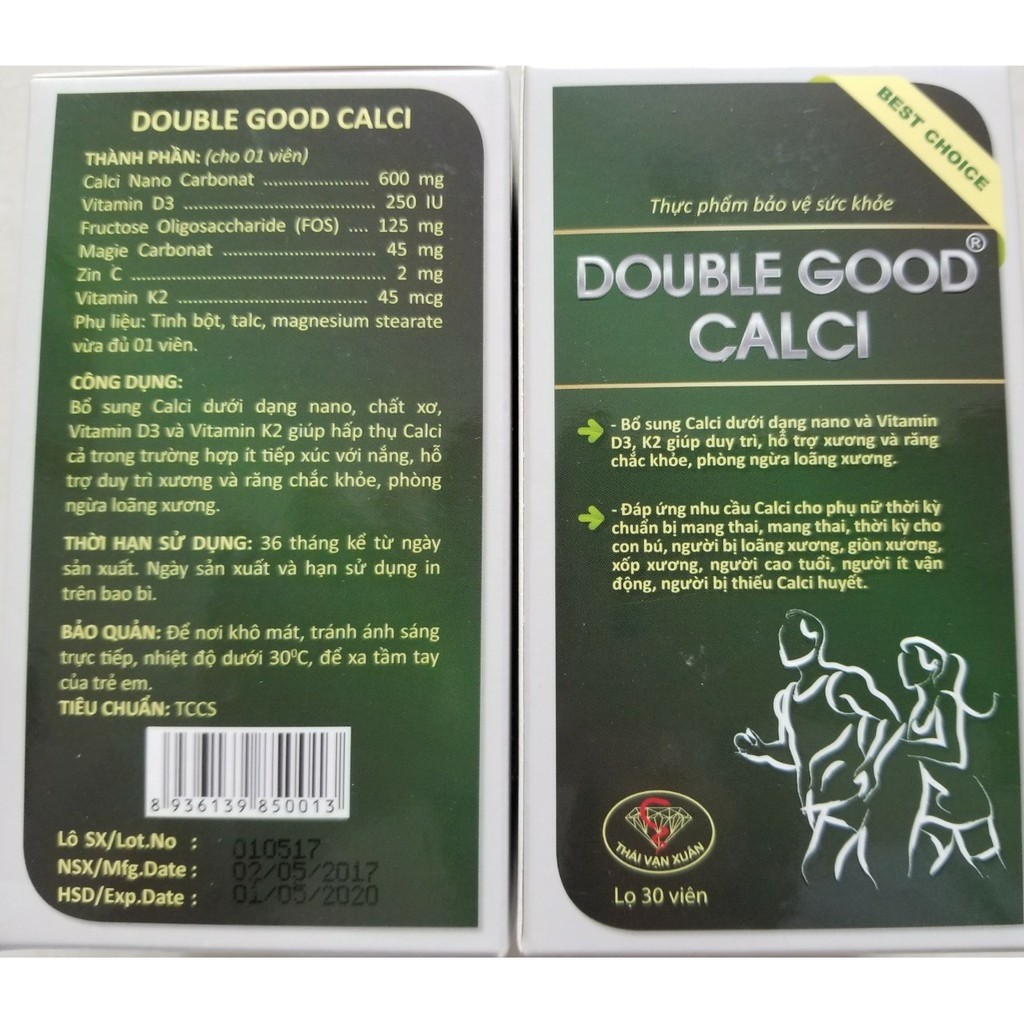 DOUBLE GOOD CALCI
THÀNH PHẦN: (cho 01 viên)
Calci Nano Carbonat .................... 600 mg
Vitamin D3 .................................... 250 IU
Fructose Oligosaccharide (FOS) .... 125 mg
Magie Carbonat ............................ 45 mg
Zin C ................................................ 2 mg
Vitamin K2 .................................... 45 mcg
Phụ liệu: Tinh bột, talc, magnesium stearate
vừa đủ 01 viên.
CÔNG DỤNG:
Bổ sung Calci dưới dạng nano, chất xơ,
Vitamin D3 và Vitamin K2 giúp hấp thụ Calci
cả trong trường hợp ít tiếp xúc với nắng, hỗ
trợ duy trì xương và răng chắc khỏe, phòng
ngừa loãng xương.
THỜI HẠN SỬ DỤNG: 36 tháng kể từ ngày
sản xuất. Ngày sản xuất và hạn sử dụng in
trên bao bì.
BẢO QUẢN: Để nơi khô mát, tránh ánh sáng
trực tiếp, nhiệt độ dưới 30⁰C, để xa tầm tay
của trẻ em.
TIÊU CHUẨN: TCCS
8 936139 850013
Lô SX/Lot.No : 010517
NSX/Mfg.Date : 02/05/2017
HSD/Exp.Date : 01/05/2020
BEST CHOICE
Thực phẩm bảo vệ sức khỏe
DOUBLE GOOD®
CALCI
- Bổ sung Calci dưới dạng nano và Vitamin
D3, K2 giúp duy trì, hỗ trợ xương và răng
chắc khỏe, phòng ngừa loãng xương.
- Đáp ứng nhu cầu Calci cho phụ nữ thời kỳ
chuẩn bị mang thai, mang thai, thời kỳ cho
con bú, người bị loãng xương, giòn xương,
xốp xương, người cao tuổi, người ít vận
động, người bị thiếu Calci huyết.
THÁI VẠN XUÂN
Lọ 30 viên